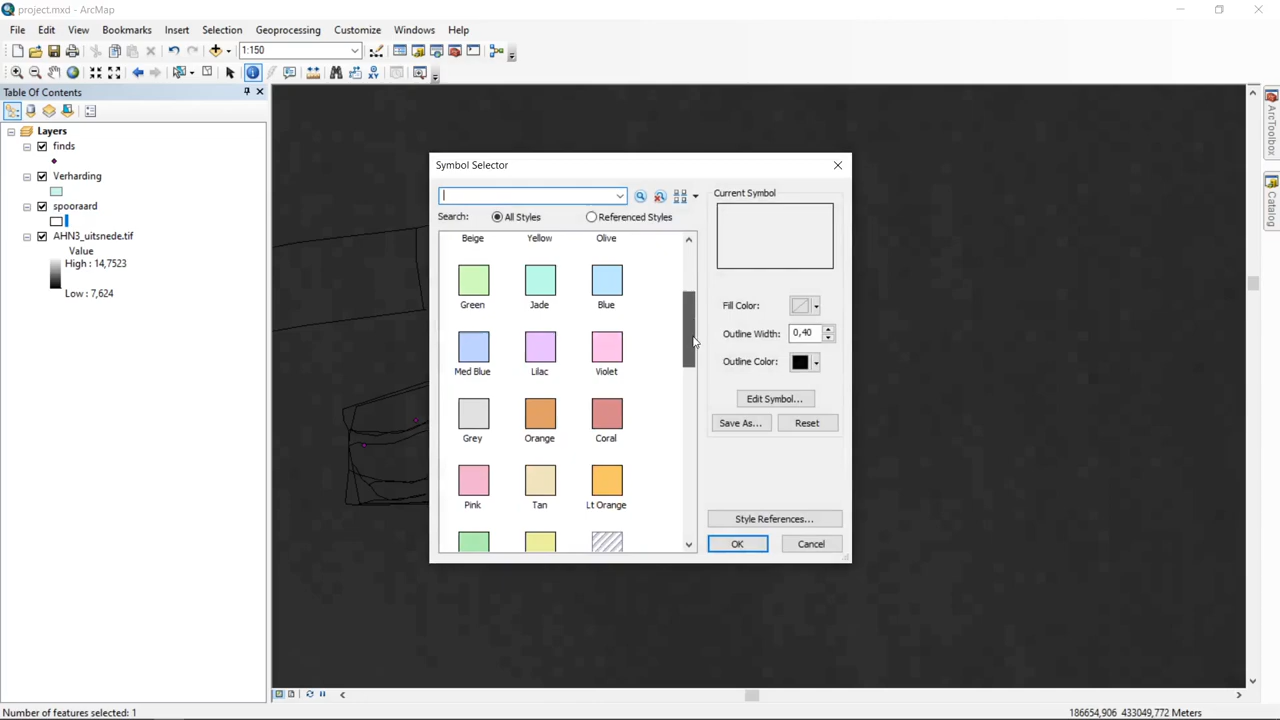 project.mxd - ArcMap
File Edit View Bookmarks Insert Selection Geoprocessing Customize Windows Help
1:150
Table Of Contents
Layers
finds
Verharding
spooraard
AHN3_uitsnede.tif
Value
High : 14,7523
Low : 7,624
Symbol Selector
Search: All Styles Referenced Styles
Beige Yellow Olive
Green Jade Blue
Med Blue Lilac Violet
Grey Orange Coral
Pink Tan Lt Orange
Current Symbol
Fill Color:
Outline Width: 0,40
Outline Color:
Edit Symbol...
Save As... Reset
Style References...
OK Cancel
ArcToolbox
Catalog
Number of features selected: 1
186654,906 433049,772 Meters